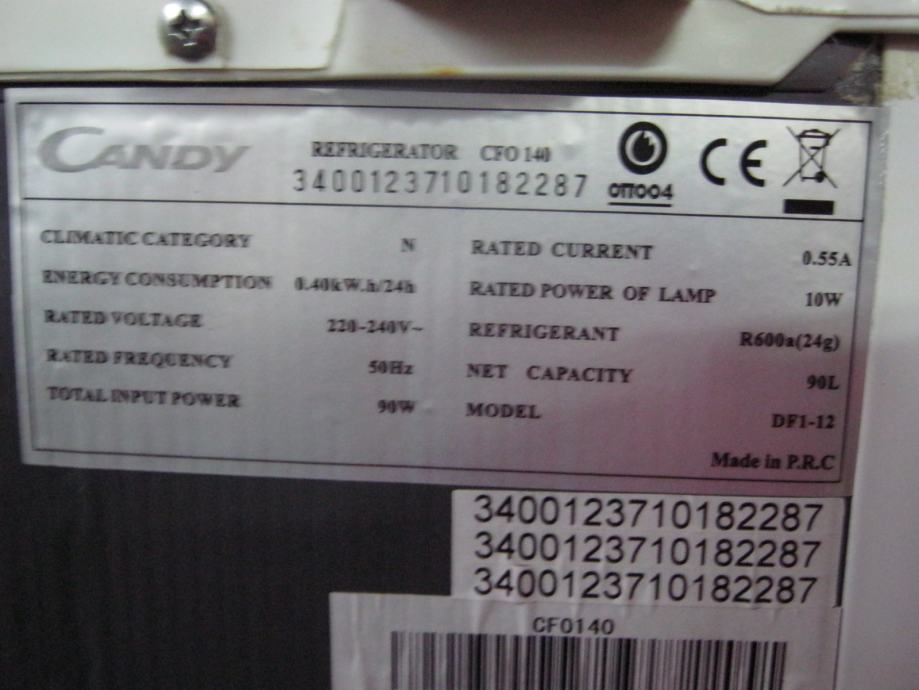 CANDY
REFRIGERATOR CFO 140
3400123710182287
OTTO04
CE
CLIMATIC CATEGORY N
ENERGY CONSUMPTION 0.40kW.h/24h
RATED VOLTAGE 220-240V~
RATED FREQUENCY 50Hz
TOTAL INPUT POWER 90W
RATED CURRENT 0.55A
RATED POWER OF LAMP 10W
REFRIGERANT R600a(24g)
NET CAPACITY 90L
MODEL DF1-12
Made in P.R.C
3400123710182287
3400123710182287
3400123710182287
CFO140